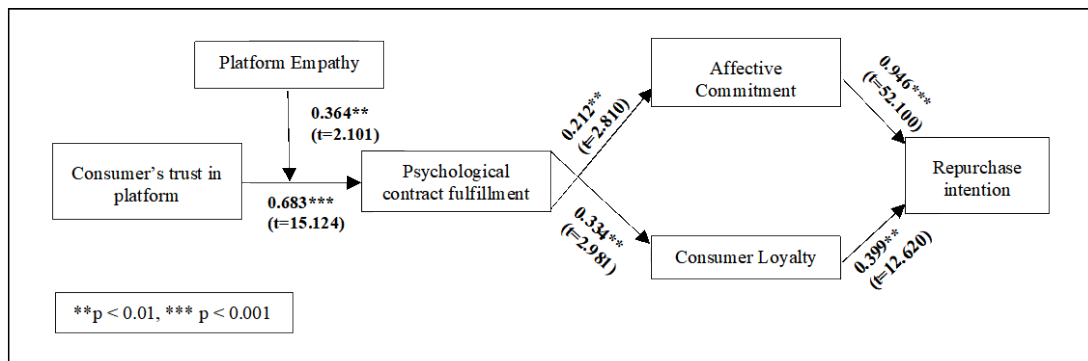 Platform Empathy
0.364**
(t=2.101)
Consumer's trust in
platform
0.683***
(t=15.124)
Psychological
contract fulfillment
0.212**
(t=2.810)
0.334**
(t=2.981)
Affective
Commitment
Consumer Loyalty
0.946***
(t=52.100)
0.399**
(t=12.620)
Repurchase
intention
**p < 0.01, *** p < 0.001